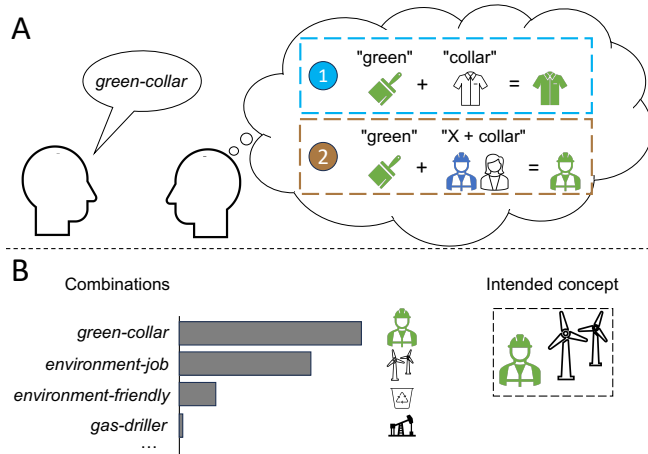 A
green-collar
1
"green" "collar"
+ =
2
"green" "X + collar"
+ =
B
Combinations
Intended concept
green-collar
environment-job
environment-friendly
gas-driller
...